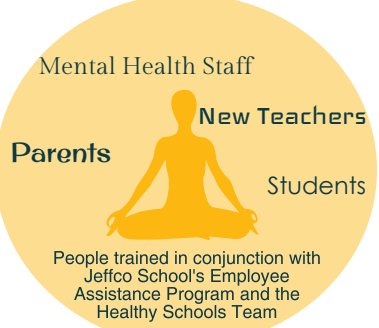 Mental Health Staff
New Teachers
Parents
Students
People trained in conjunction with
Jeffco School's Employee
Assistance Program and the
Healthy Schools Team